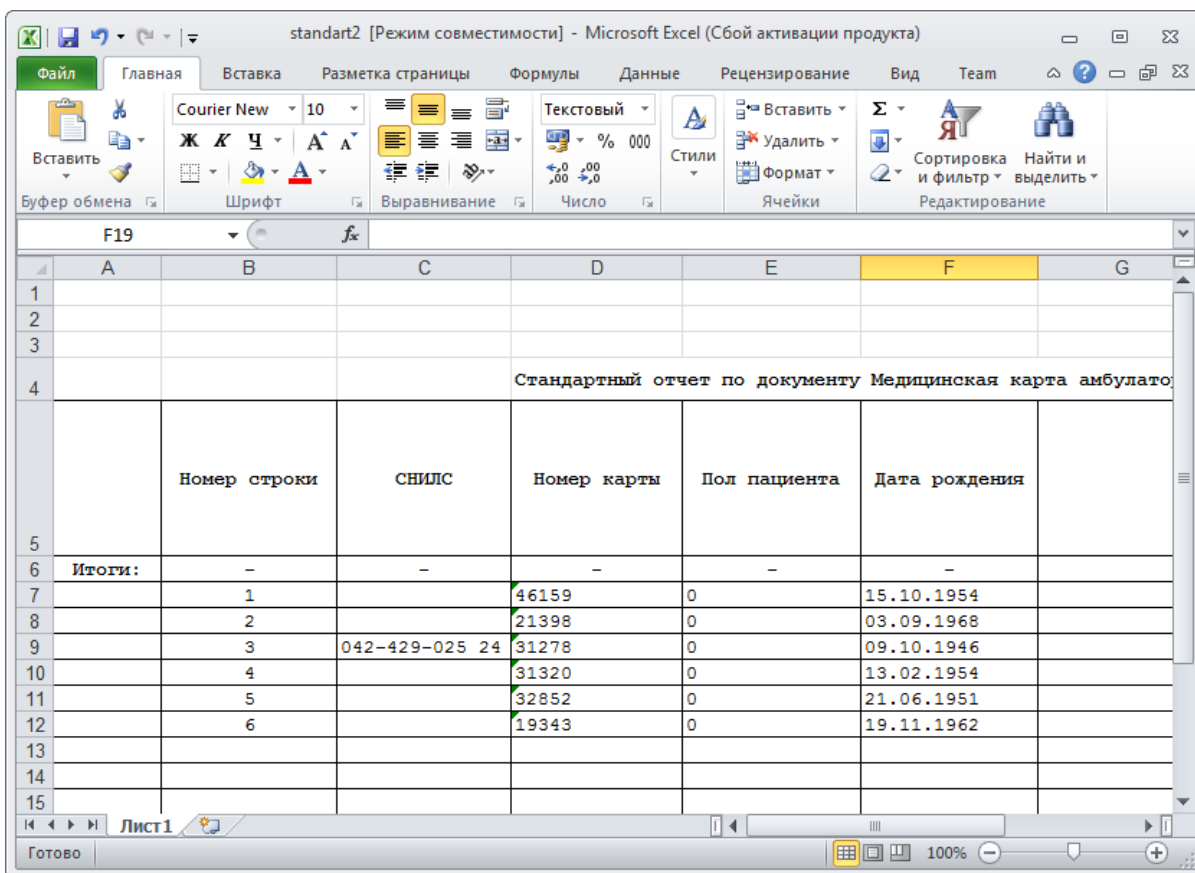 standart2 [Режим совместимости] - Microsoft Excel (Сбой активации продукта)
Файл Главная Вставка Разметка страницы Формулы Данные Рецензирование Вид Team
Courier New 10 Текстовый Вставить Σ
Ж К Ч % 000 Удалить
Вставить Стили Формат Сортировка и фильтр Найти и выделить
Буфер обмена Шрифт Выравнивание Число Ячейки Редактирование
F19 fx
A B C D E F G
1
2
3
4 Стандартный отчет по документу Медицинская карта амбулато
5 Номер строки СНИЛС Номер карты Пол пациента Дата рождения
6 Итоги: – – – – –
7 1 46159 0 15.10.1954
8 2 21398 0 03.09.1968
9 3 042-429-025 24 31278 0 09.10.1946
10 4 31320 0 13.02.1954
11 5 32852 0 21.06.1951
12 6 19343 0 19.11.1962
13
14
15
Лист1
Готово 100%